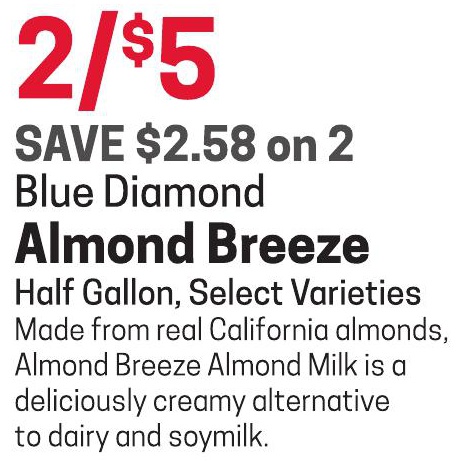 2/$5
SAVE $2.58 on 2
Blue Diamond
Almond Breeze
Half Gallon, Select Varieties
Made from real California almonds,
Almond Breeze Almond Milk is a
deliciously creamy alternative
to dairy and soymilk.